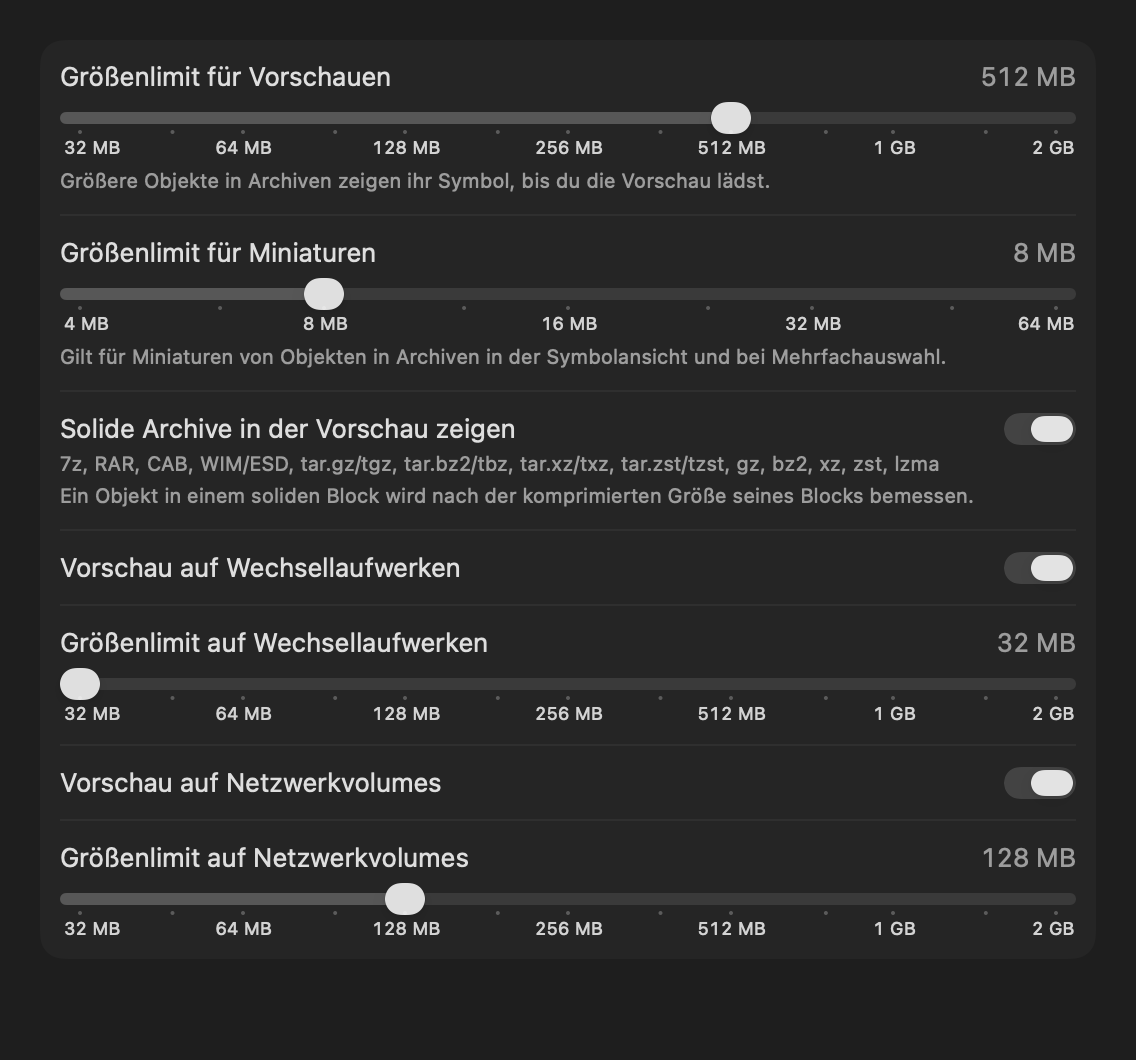 Größenlimit für Vorschauen 512 MB
32 MB 64 MB 128 MB 256 MB 512 MB 1 GB 2 GB
Größere Objekte in Archiven zeigen ihr Symbol, bis du die Vorschau lädst.
Größenlimit für Miniaturen 8 MB
4 MB 8 MB 16 MB 32 MB 64 MB
Gilt für Miniaturen von Objekten in Archiven in der Symbolansicht und bei Mehrfachauswahl.
Solide Archive in der Vorschau zeigen
7z, RAR, CAB, WIM/ESD, tar.gz/tgz, tar.bz2/tbz, tar.xz/txz, tar.zst/tzst, gz, bz2, xz, zst, lzma
Ein Objekt in einem soliden Block wird nach der komprimierten Größe seines Blocks bemessen.
Vorschau auf Wechsellaufwerken
Größenlimit auf Wechsellaufwerken 32 MB
32 MB 64 MB 128 MB 256 MB 512 MB 1 GB 2 GB
Vorschau auf Netzwerkvolumes
Größenlimit auf Netzwerkvolumes 128 MB
32 MB 64 MB 128 MB 256 MB 512 MB 1 GB 2 GB